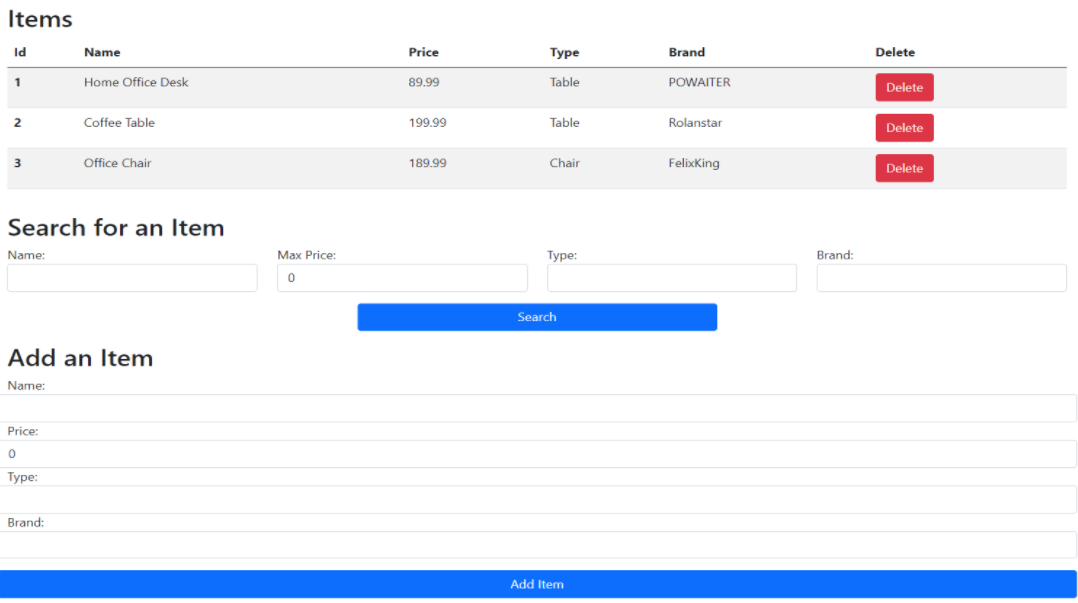 Items
Id Name Price Type Brand Delete
1 Home Office Desk 89.99 Table POWAITER Delete
2 Coffee Table 199.99 Table Rolanstar Delete
3 Office Chair 189.99 Chair FelixKing Delete
Search for an Item
Name: Max Price: Type: Brand:
0
Search
Add an Item
Name:
Price:
0
Type:
Brand:
Add Item